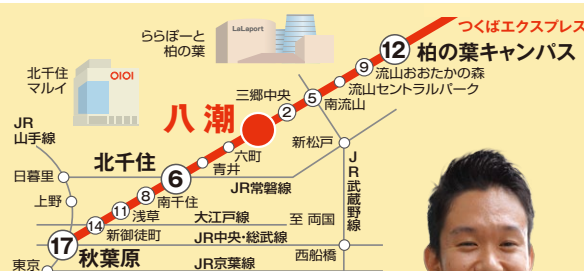 つくばエクスプレス
LaLaport
ららぽーと
柏の葉
12
柏の葉キャンパス
9
流山おおたかの森
流山セントラルパーク
北千住
マルイ
OIOI
三郷中央
2
5
南流山
八潮
新松戸
JR
山手線
六町
青井
北千住
6
JR常磐線
JR武蔵野線
日暮里
8
南千住
上野
11
浅草
大江戸線
至 両国
14
新御徒町
JR中央・総武線
17
秋葉原
西船橋
東京
JR京葉線